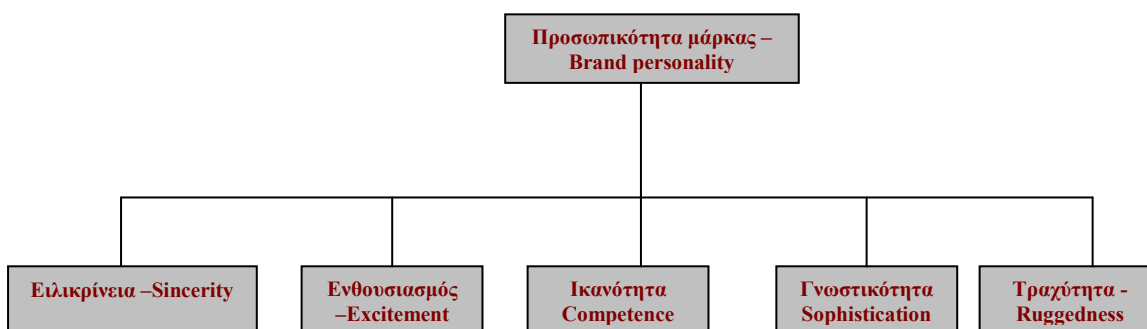 Προσωπικότητα μάρκας –
Brand personality
Ειλικρίνεια –Sincerity
Ενθουσιασμός
–Excitement
Ικανότητα
Competence
Γνωστικότητα
Sophistication
Τραχύτητα -
Ruggedness